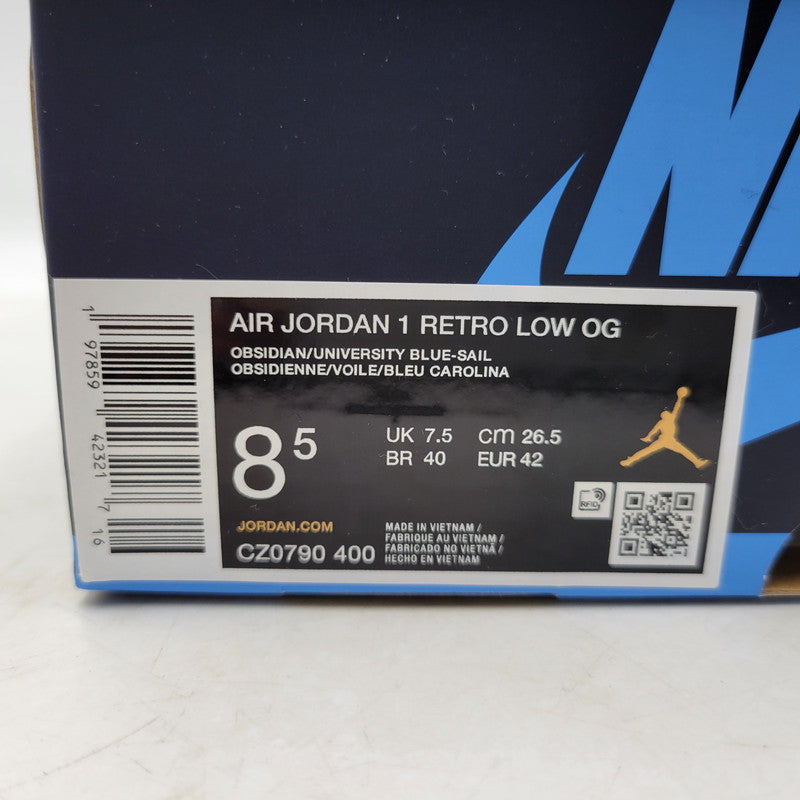 AIR JORDAN 1 RETRO LOW OG
OBSIDIAN/UNIVERSITY BLUE-SAIL
OBSIDIENNE/VOILE/BLEU CAROLINA
8⁵
UK 7.5 cm 26.5
BR 40 EUR 42
RFID
JORDAN.COM
CZ0790 400
MADE IN VIETNAM /
FABRIQUE AU VIETNAM /
FABRICADO NO VIETNÃ /
HECHO EN VIETNAM
1 97859 42321 7 16